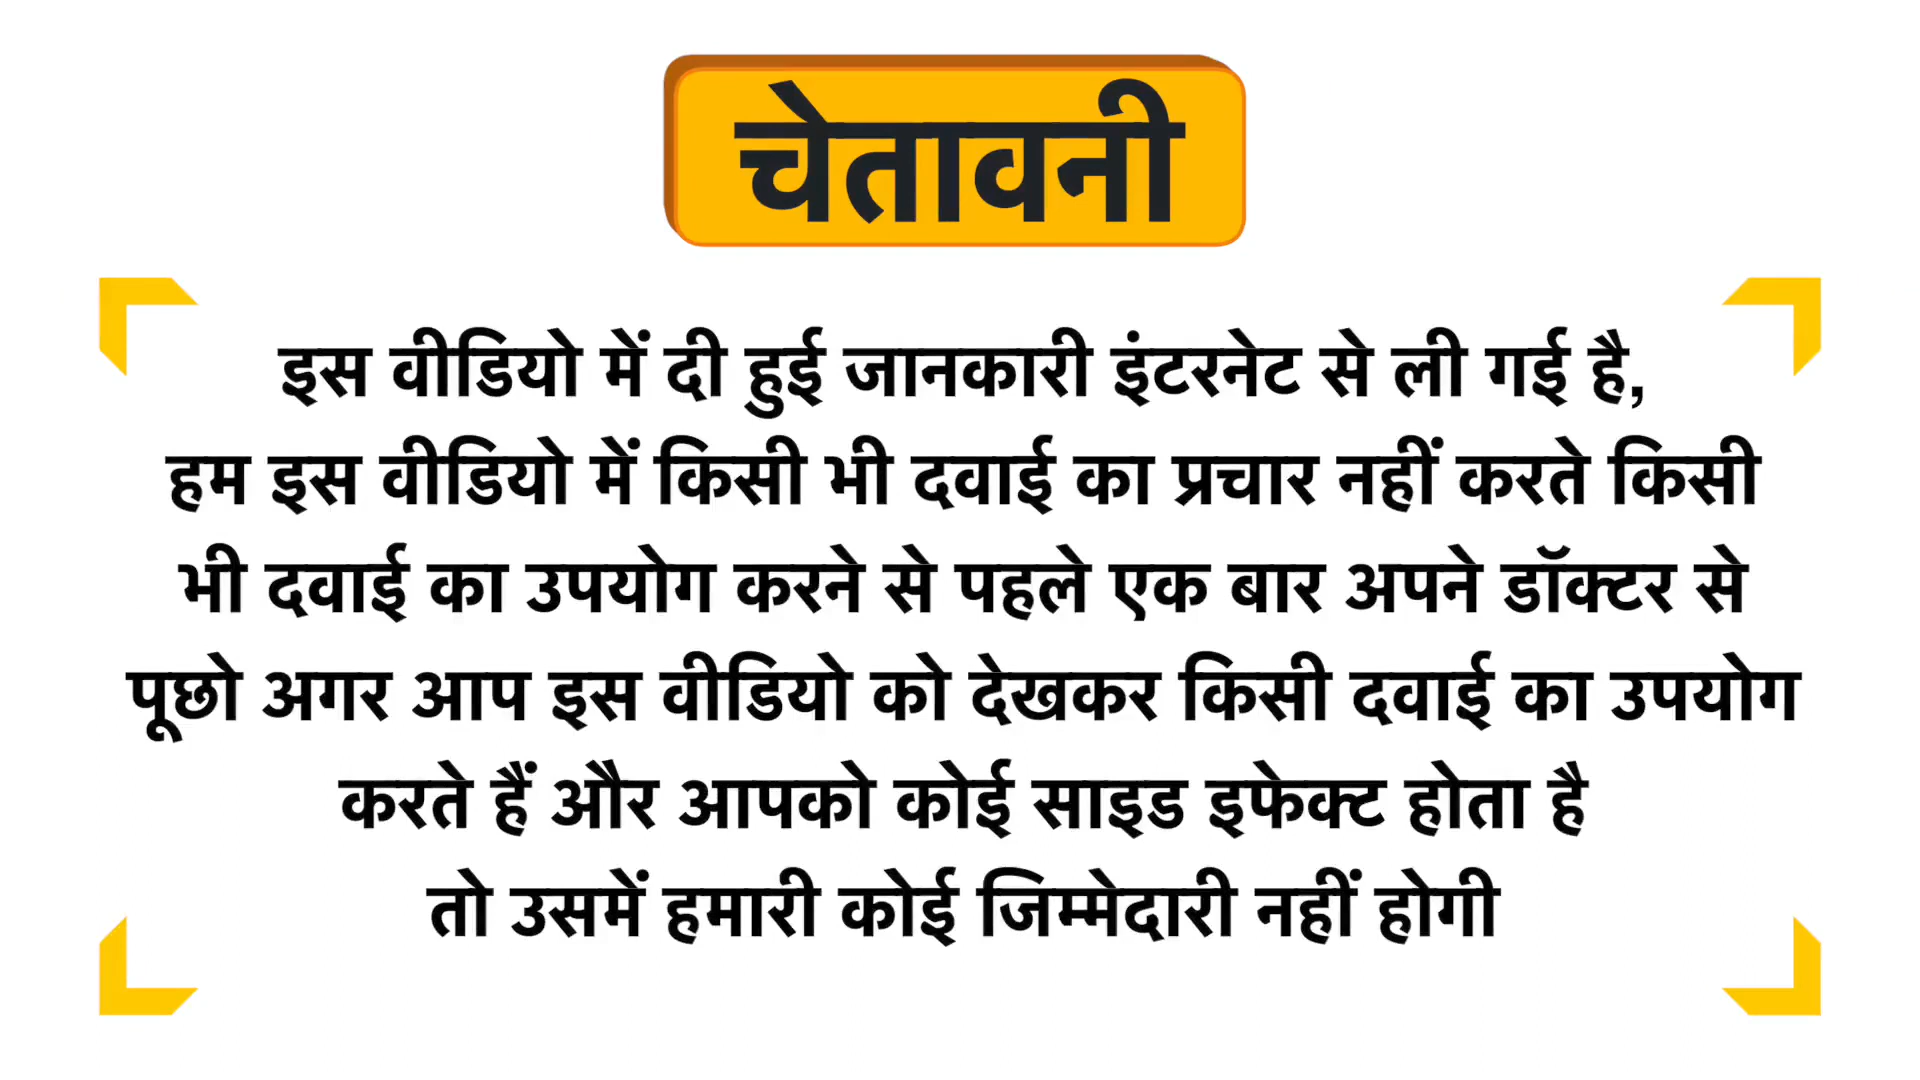 चेतावनी
इस वीडियो में दी हुई जानकारी इंटरनेट से ली गई है,
हम इस वीडियो में किसी भी दवाई का प्रचार नहीं करते किसी
भी दवाई का उपयोग करने से पहले एक बार अपने डॉक्टर से
पूछो अगर आप इस वीडियो को देखकर किसी दवाई का उपयोग
करते हैं और आपको कोई साइड इफेक्ट होता है
तो उसमें हमारी कोई जिम्मेदारी नहीं होगी